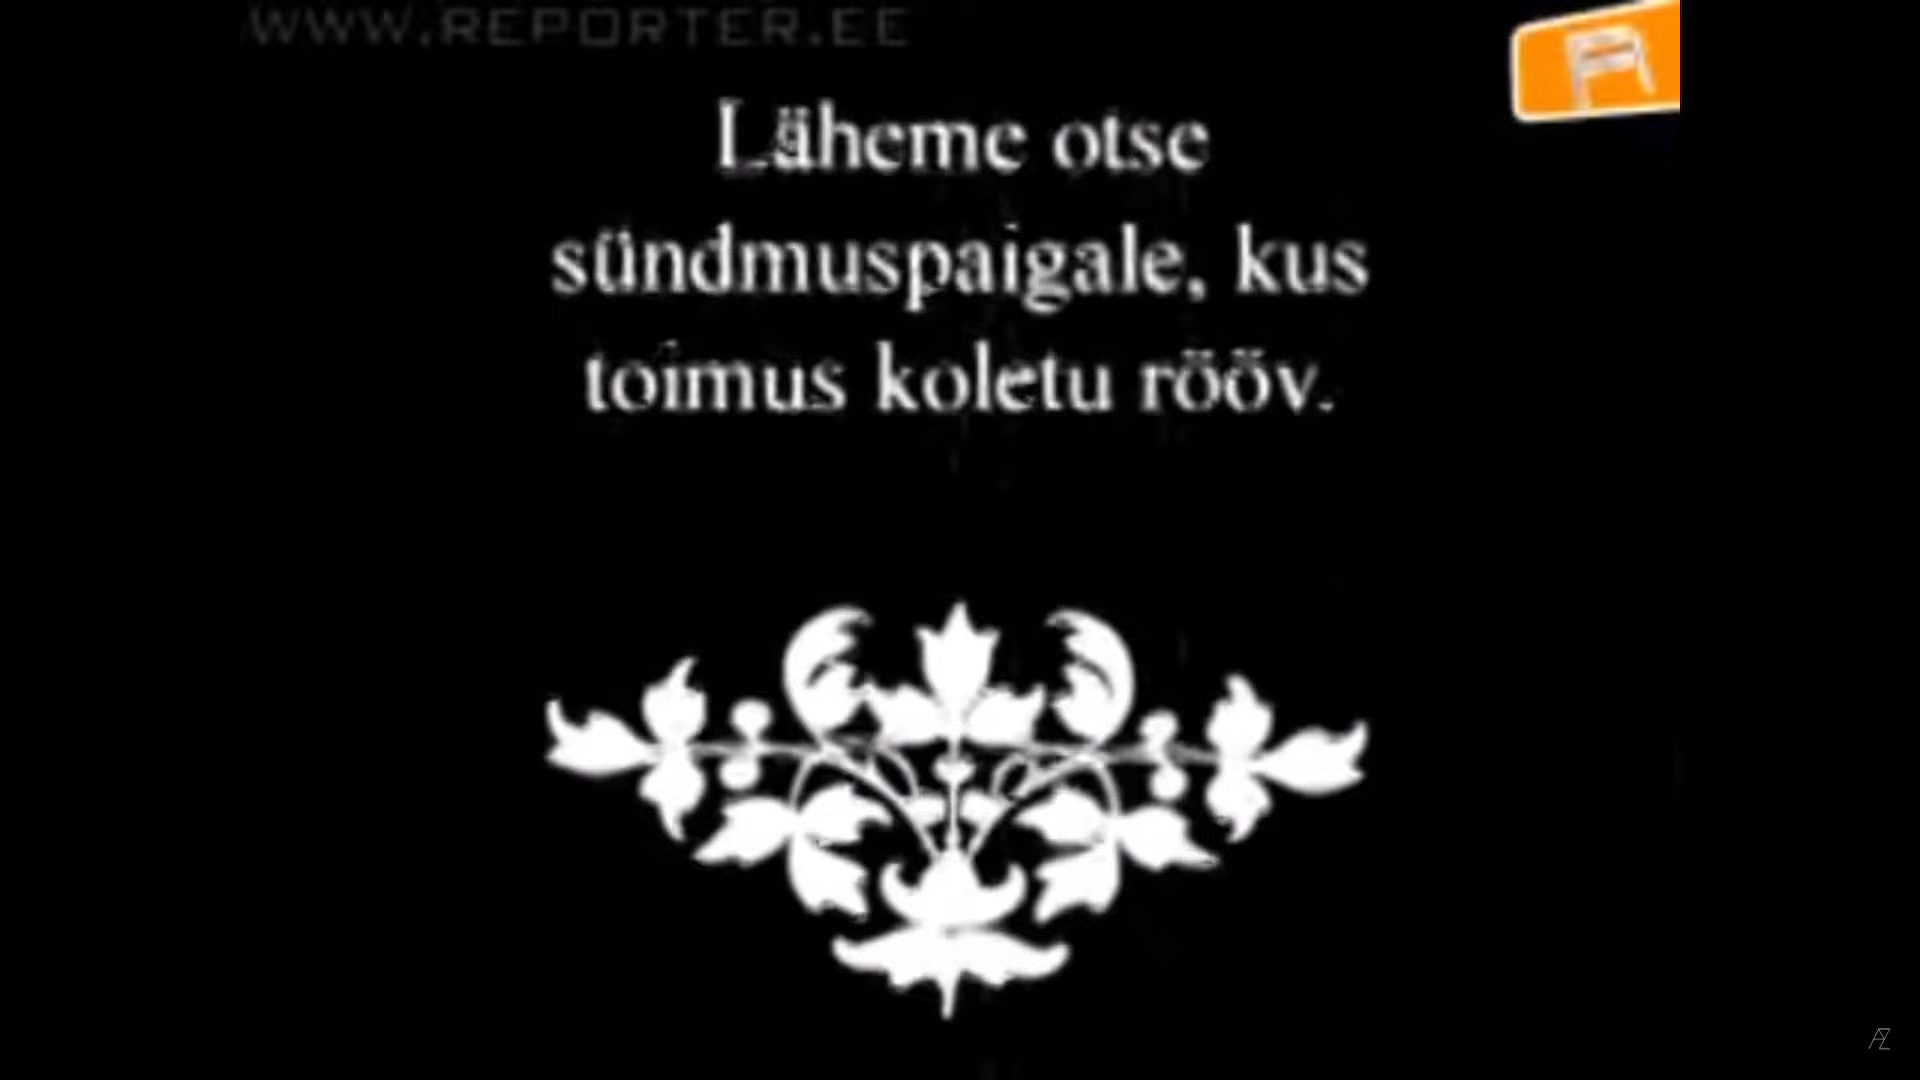 WWW.REPORTER.EE
Läheme otse
sündmuspaigale, kus
toimus koletu rööv.